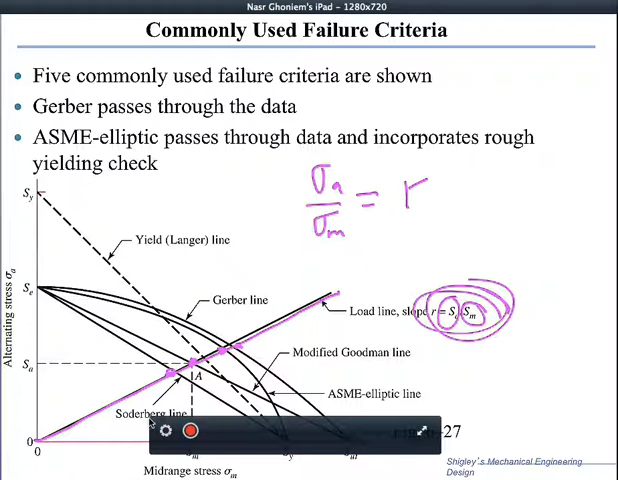 Nasr Ghoniem's iPad - 1280x720
Commonly Used Failure Criteria
• Five commonly used failure criteria are shown
• Gerber passes through the data
• ASME-elliptic passes through data and incorporates rough
yielding check
σa/σm = r
Sy
Yield (Langer) line
Alternating stress σa
Se
Gerber line
Load line, slope r = Sa/Sm
Modified Goodman line
Sa
A
ASME-elliptic line
Soderberg line
-27
0
0
Midrange stress σm
Shigley's Mechanical Engineering
Design